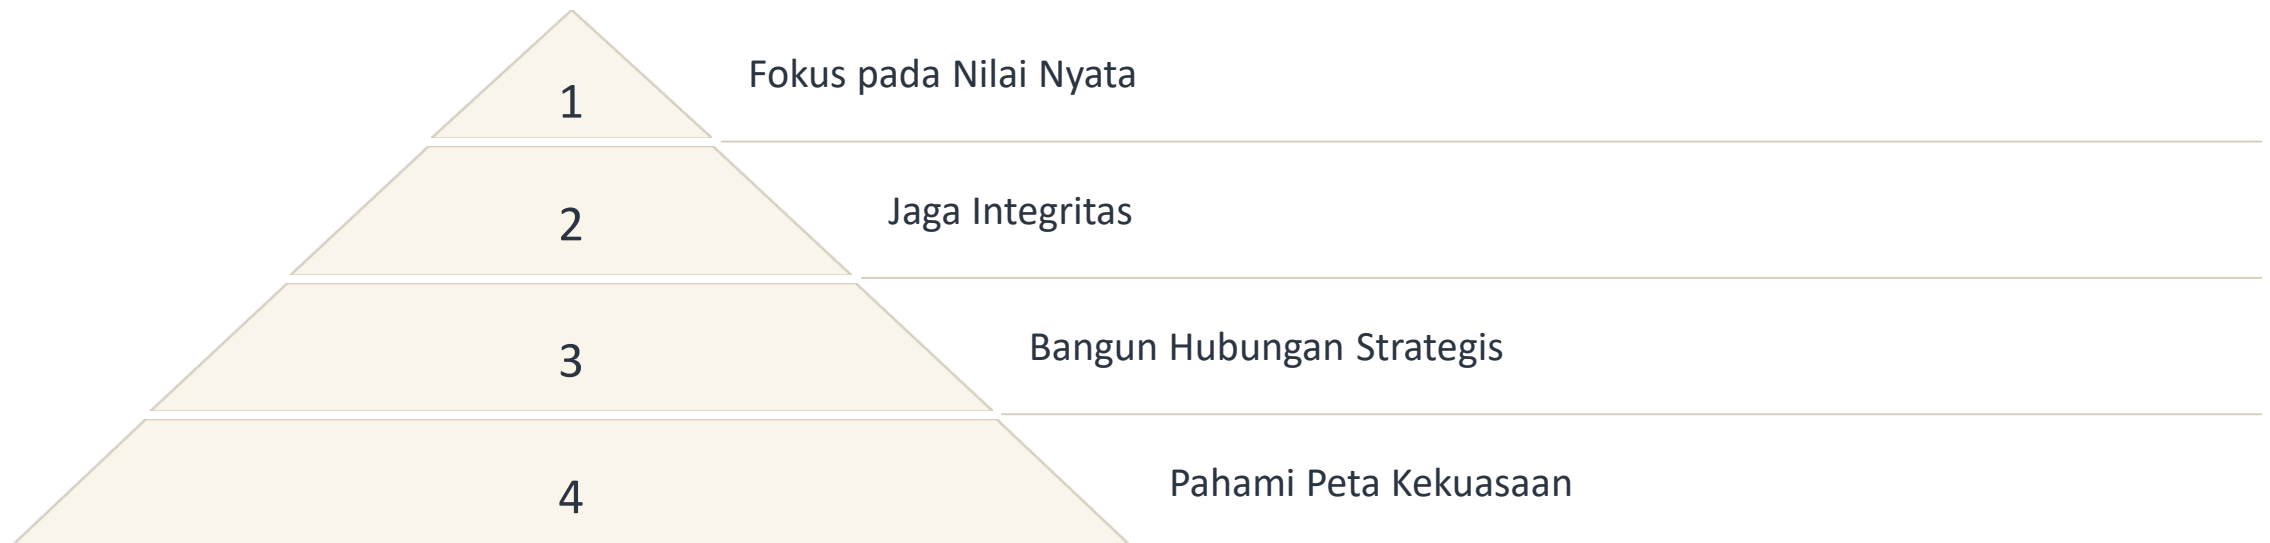 1
Fokus pada Nilai Nyata
2
Jaga Integritas
3
Bangun Hubungan Strategis
4
Pahami Peta Kekuasaan